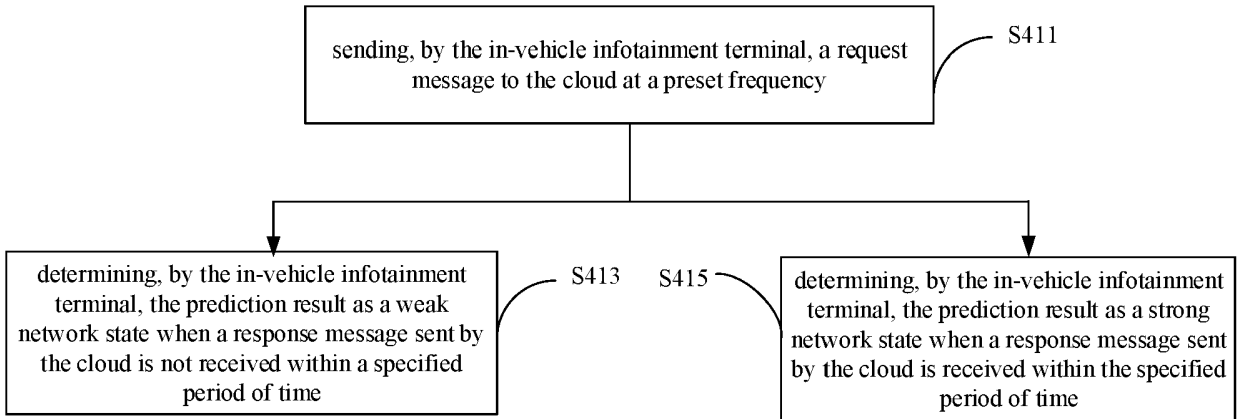 S411
sending, by the in-vehicle infotainment terminal, a request
message to the cloud at a preset frequency
determining, by the in-vehicle infotainment
terminal, the prediction result as a weak
network state when a response message sent by
the cloud is not received within a specified
period of time
S413
S415
determining, by the in-vehicle infotainment
terminal, the prediction result as a strong
network state when a response message sent
by the cloud is received within the specified
period of time